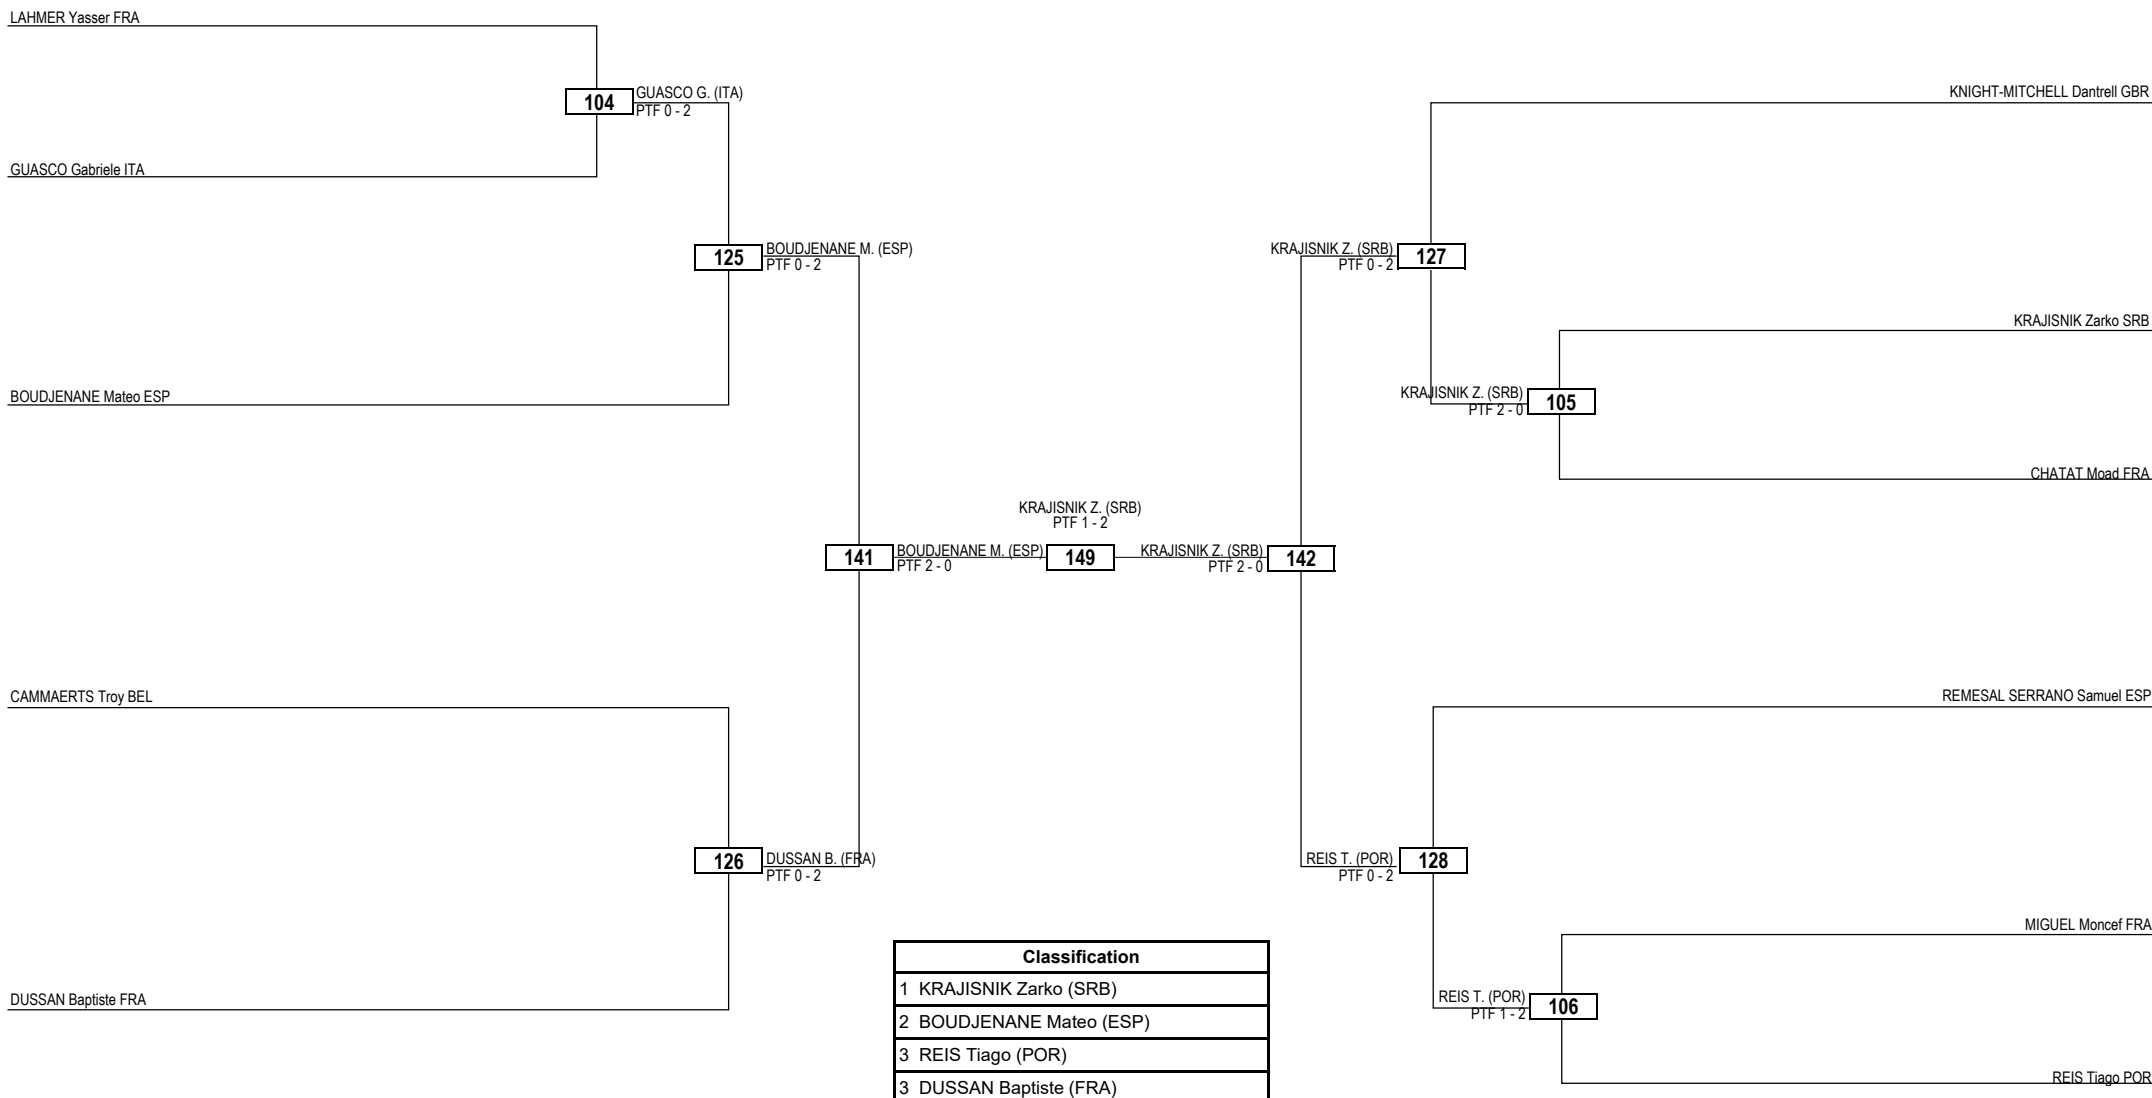 LAHMER Yasser FRA
104
GUASCO G. (ITA)
PTF 0 - 2
GUASCO Gabriele ITA
125
BOUDJENANE M. (ESP)
PTF 0 - 2
BOUDJENANE Mateo ESP
141
BOUDJENANE M. (ESP)
PTF 2 - 0
CAMMAERTS Troy BEL
126
DUSSAN B. (FRA)
PTF 0 - 2
DUSSAN Baptiste FRA
KRAJISNIK Z. (SRB)
PTF 1 - 2
149
KNIGHT-MITCHELL Dantrell GBR
KRAJISNIK Z. (SRB)
PTF 0 - 2
127
KRAJISNIK Zarko SRB
KRAJISNIK Z. (SRB)
PTF 2 - 0
105
CHATAT Moad FRA
KRAJISNIK Z. (SRB)
PTF 2 - 0
142
REMESAL SERRANO Samuel ESP
REIS T. (POR)
PTF 0 - 2
128
MIGUEL Moncef FRA
REIS T. (POR)
PTF 1 - 2
106
REIS Tiago POR
Classification
1 KRAJISNIK Zarko (SRB)
2 BOUDJENANE Mateo (ESP)
3 REIS Tiago (POR)
3 DUSSAN Baptiste (FRA)